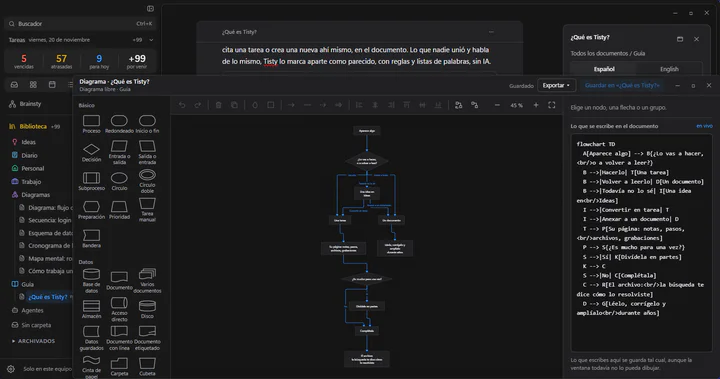 Buscador
Ctrl+K
Tareas viernes, 20 de noviembre
+99
5
vencidas
57
atrasadas
9
para hoy
+99
por venir
Brainsty
Biblioteca +99
Ideas
Diario
Personal
Trabajo
Diagramas
Diagrama: flujo c
Secuencia: login
Esquema de dato
Cronograma de l
Mapa mental: ro
Cómo trabaja un
Guía
¿Qué es Tisty?
Agentes
Sin carpeta
ARCHIVADOS
Solo en este equipo
¿Qué es Tisty?
cita una tarea o crea una nueva ahí mismo, en el documento. Lo que nadie unió y habla
de lo mismo, Tisty lo marca aparte como parecido, con reglas y listas de palabras, sin IA.
¿Qué es Tisty?
Todos los documentos / Guía
Español
English
Diagrama · ¿Qué es Tisty?
Diagrama libre · Guía
Guardado
Exportar
Guardar en «¿Qué es Tisty?»
45 %
Básico
Proceso
Redondeado
Inicio o fin
Decisión
Entrada o salida
Salida o entrada
Subproceso
Círculo
Círculo doble
Preparación
Prioridad
Tarea manual
Bandera
Datos
Base de datos
Documento
Varios documentos
Almacén
Acceso directo
Disco
Datos guardados
Documento con línea
Documento etiquetado
Cinta de papel
Carpeta
Cubeta
Aparece algo
Una tarea
Un documento
Complétala
Elige un nodo, una flecha o un grupo.
Lo que se escribe en el documento
en vivo
flowchart TD
A[Aparece algo] --> B{¿Lo vas a hacer,
<br/>o a volver a leer?}
B -->|Hacerlo| T[Una tarea]
B -->|Volver a leerlo| D[Un documento]
B -->|Todavía no lo sé| I[Una idea
en<br/>Ideas]
I -->|Convertir en tarea| T
I -->|Anexar a un documento| D
T --> P[Su página: notas, pasos,
<br/>archivos, grabaciones]
P --> S{¿Es mucho para una vez?}
S -->|Sí| K[Divídela en partes]
K --> C
S -->|No| C[Complétala]
C --> R[El archivo:<br/>la búsqueda te
dice cómo lo resolviste]
D --> G[Léelo, corrígelo y
amplíalo<br/>durante años]
Lo que escribes aquí se guarda tal cual, aunque la
ventana todavía no lo pueda dibujar.